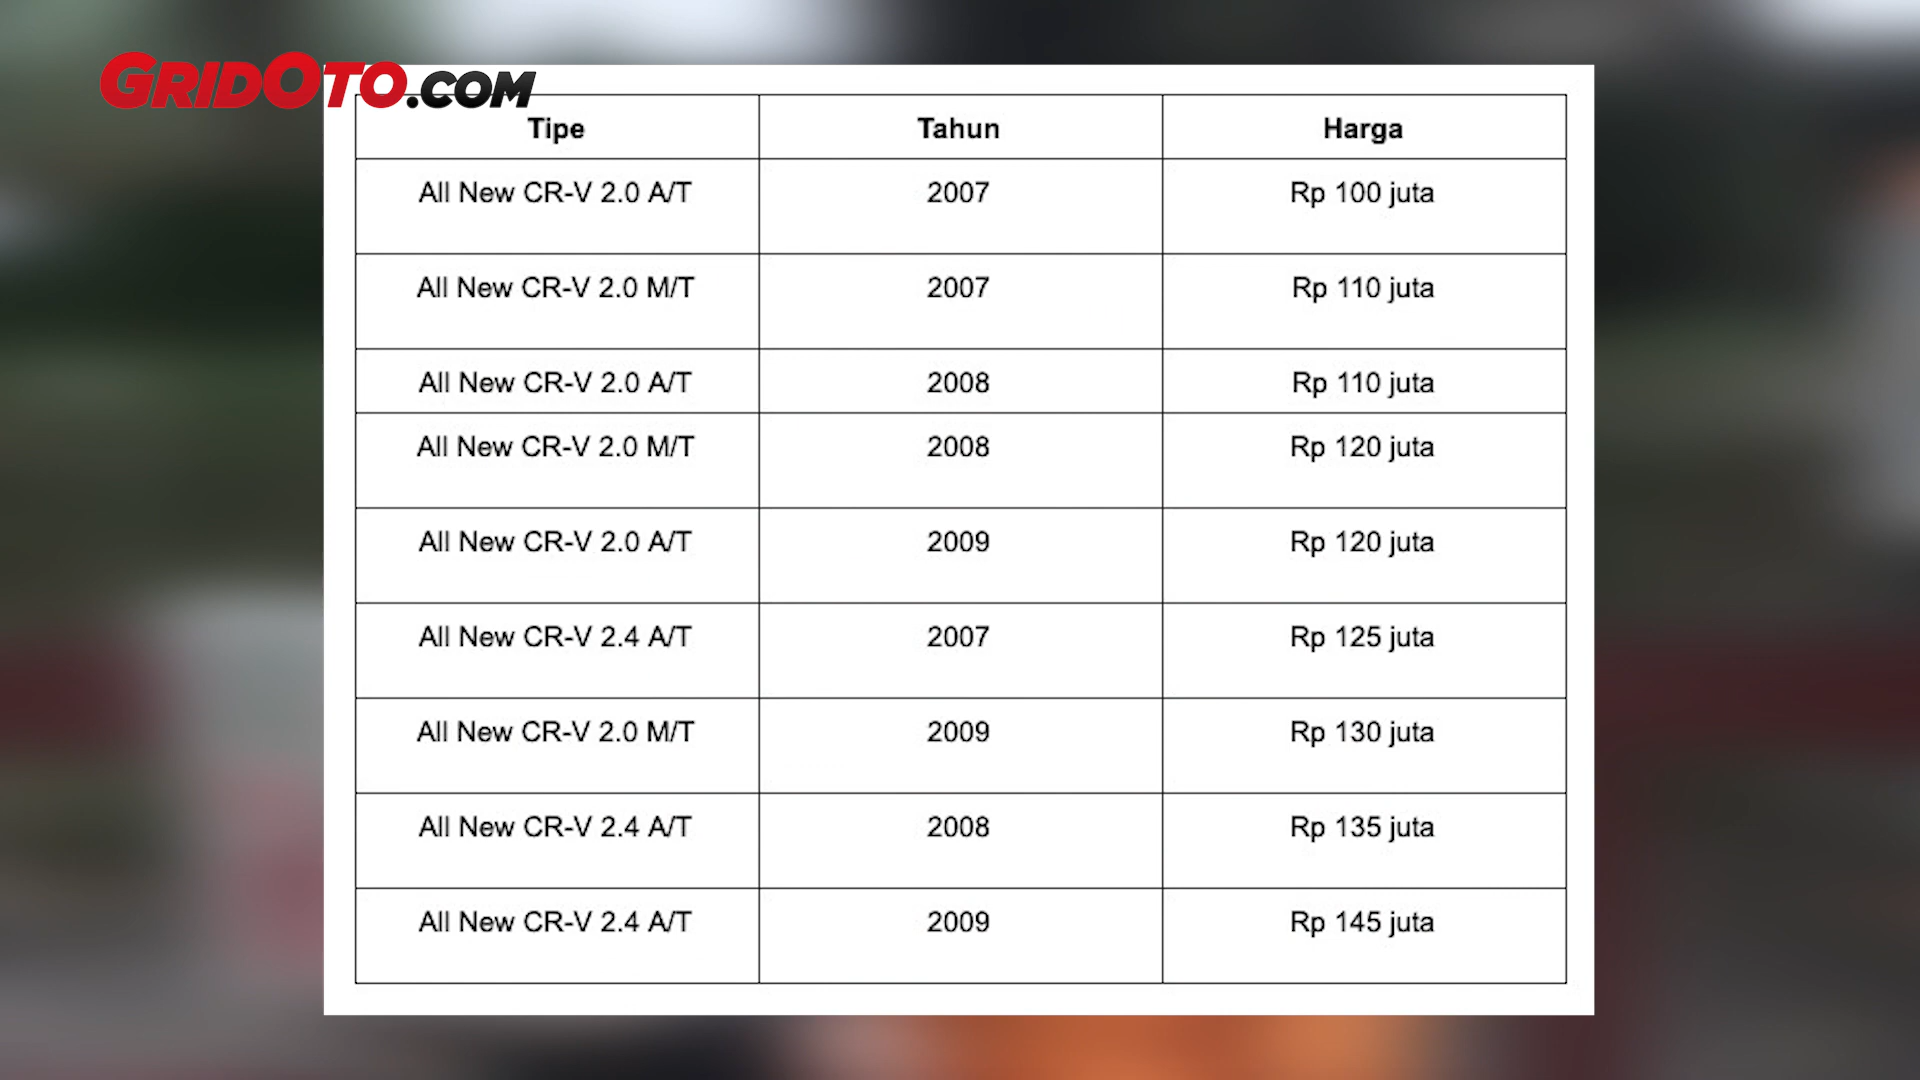 GRIDOTO.COM
Tipe Tahun Harga
All New CR-V 2.0 A/T 2007 Rp 100 juta
All New CR-V 2.0 M/T 2007 Rp 110 juta
All New CR-V 2.0 A/T 2008 Rp 110 juta
All New CR-V 2.0 M/T 2008 Rp 120 juta
All New CR-V 2.0 A/T 2009 Rp 120 juta
All New CR-V 2.4 A/T 2007 Rp 125 juta
All New CR-V 2.0 M/T 2009 Rp 130 juta
All New CR-V 2.4 A/T 2008 Rp 135 juta
All New CR-V 2.4 A/T 2009 Rp 145 juta